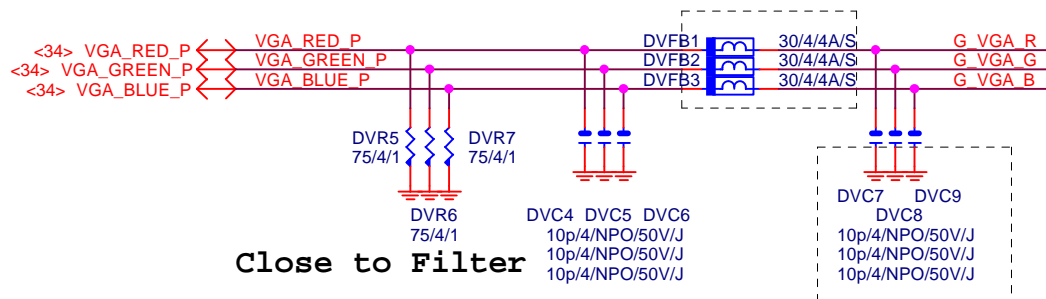 <34> VGA_RED_P VGA_RED_P DVFB1 30/4/4A/S G_VGA_R
<34> VGA_GREEN_P VGA_GREEN_P DVFB2 30/4/4A/S G_VGA_G
<34> VGA_BLUE_P VGA_BLUE_P DVFB3 30/4/4A/S G_VGA_B
DVR5 DVR7
75/4/1 75/4/1
DVC7 DVC9
DVR6 DVC4 DVC5 DVC6 DVC8
75/4/1 10p/4/NPO/50V/J 10p/4/NPO/50V/J
10p/4/NPO/50V/J 10p/4/NPO/50V/J
Close to Filter 10p/4/NPO/50V/J 10p/4/NPO/50V/J